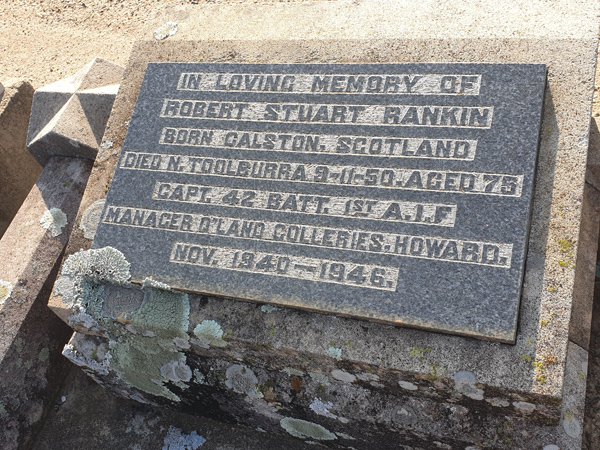 IN LOVING MEMORY OF
ROBERT STUART RANKIN
BORN GALSTON, SCOTLAND
DIED N. TOOLBURRA 9-11-50. AGED 75
CAPT. 42 BATT. 1ST A.I.F
MANAGER Q'LAND COLLERIES. HOWARD.
NOV. 1940-1946.